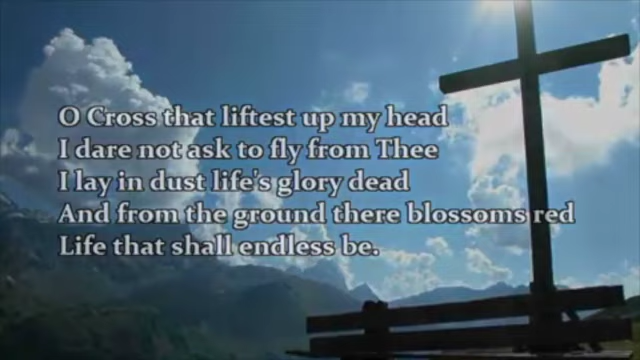 O Cross that liftest up my head
I dare not ask to fly from Thee
I lay in dust life's glory dead
And from the ground there blossoms red
Life that shall endless be.